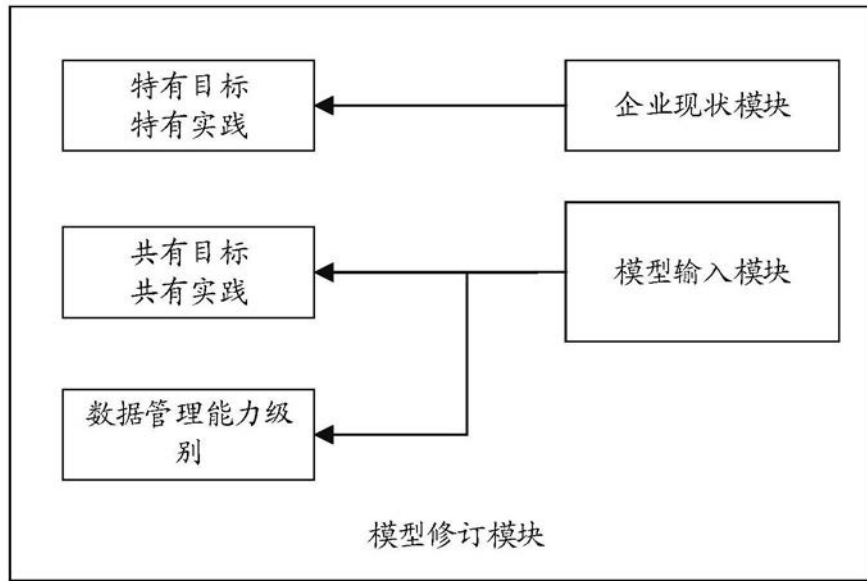 特有目标
特有实践
企业现状模块
共有目标
共有实践
模型输入模块
数据管理能力级
别
模型修订模块